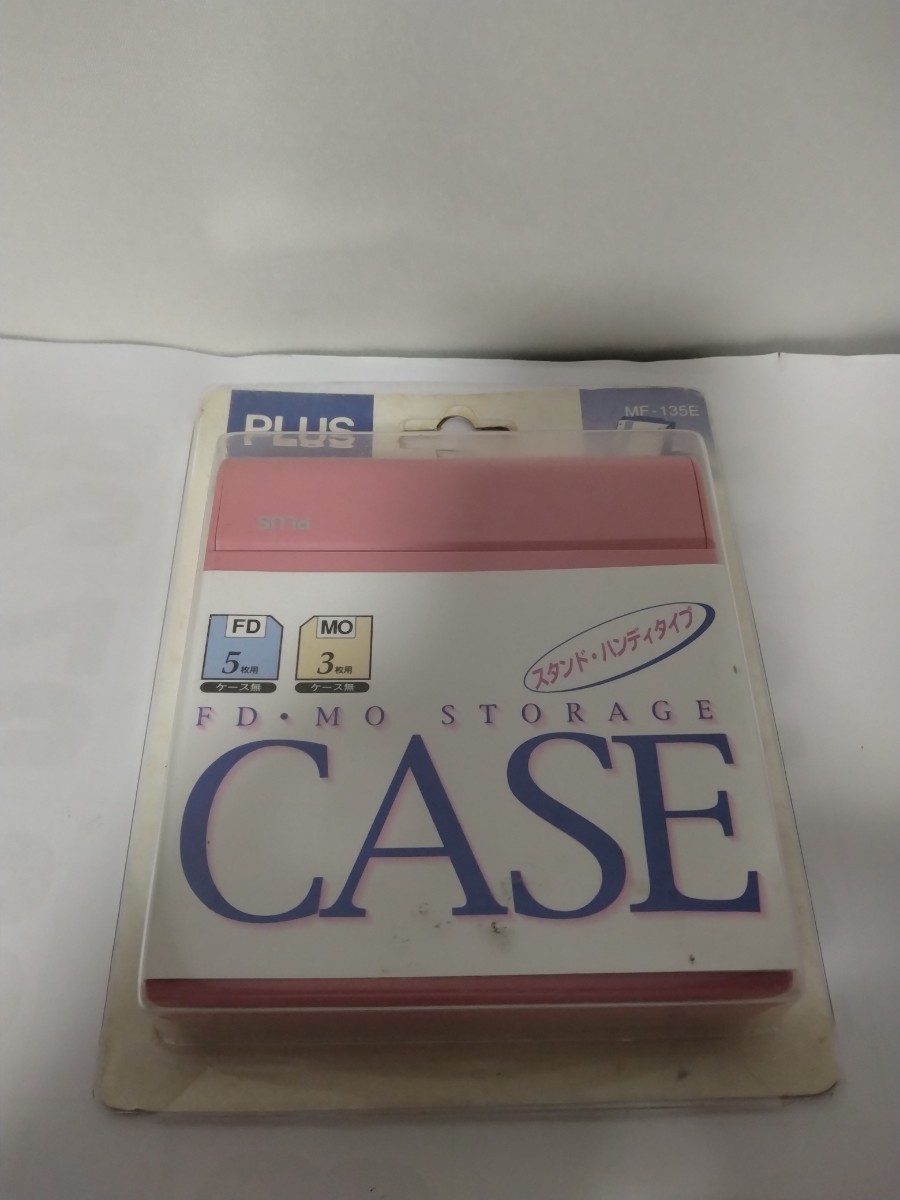 PLUS
MF-135E
PLUS
FD
5枚用
ケース無
MO
3枚用
ケース無
スタンド・ハンディタイプ
FD・MO STORAGE
CASE